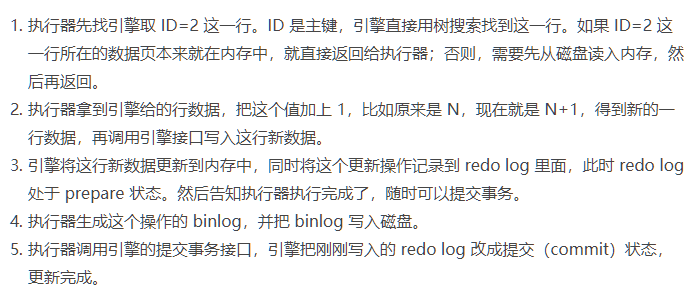 1. 执行器先找引擎取 ID=2 这一行。ID 是主键，引擎直接用树搜索找到这一行。如果 ID=2 这
一行所在的数据页本来就在内存中，就直接返回给执行器；否则，需要先从磁盘读入内存，然
后再返回。
2. 执行器拿到引擎给的行数据，把这个值加上 1，比如原来是 N，现在就是 N+1，得到新的一
行数据，再调用引擎接口写入这行新数据。
3. 引擎将这行新数据更新到内存中，同时将这个更新操作记录到 redo log 里面，此时 redo log
处于 prepare 状态。然后告知执行器执行完成了，随时可以提交事务。
4. 执行器生成这个操作的 binlog，并把 binlog 写入磁盘。
5. 执行器调用引擎的提交事务接口，引擎把刚刚写入的 redo log 改成提交（commit）状态，
更新完成。